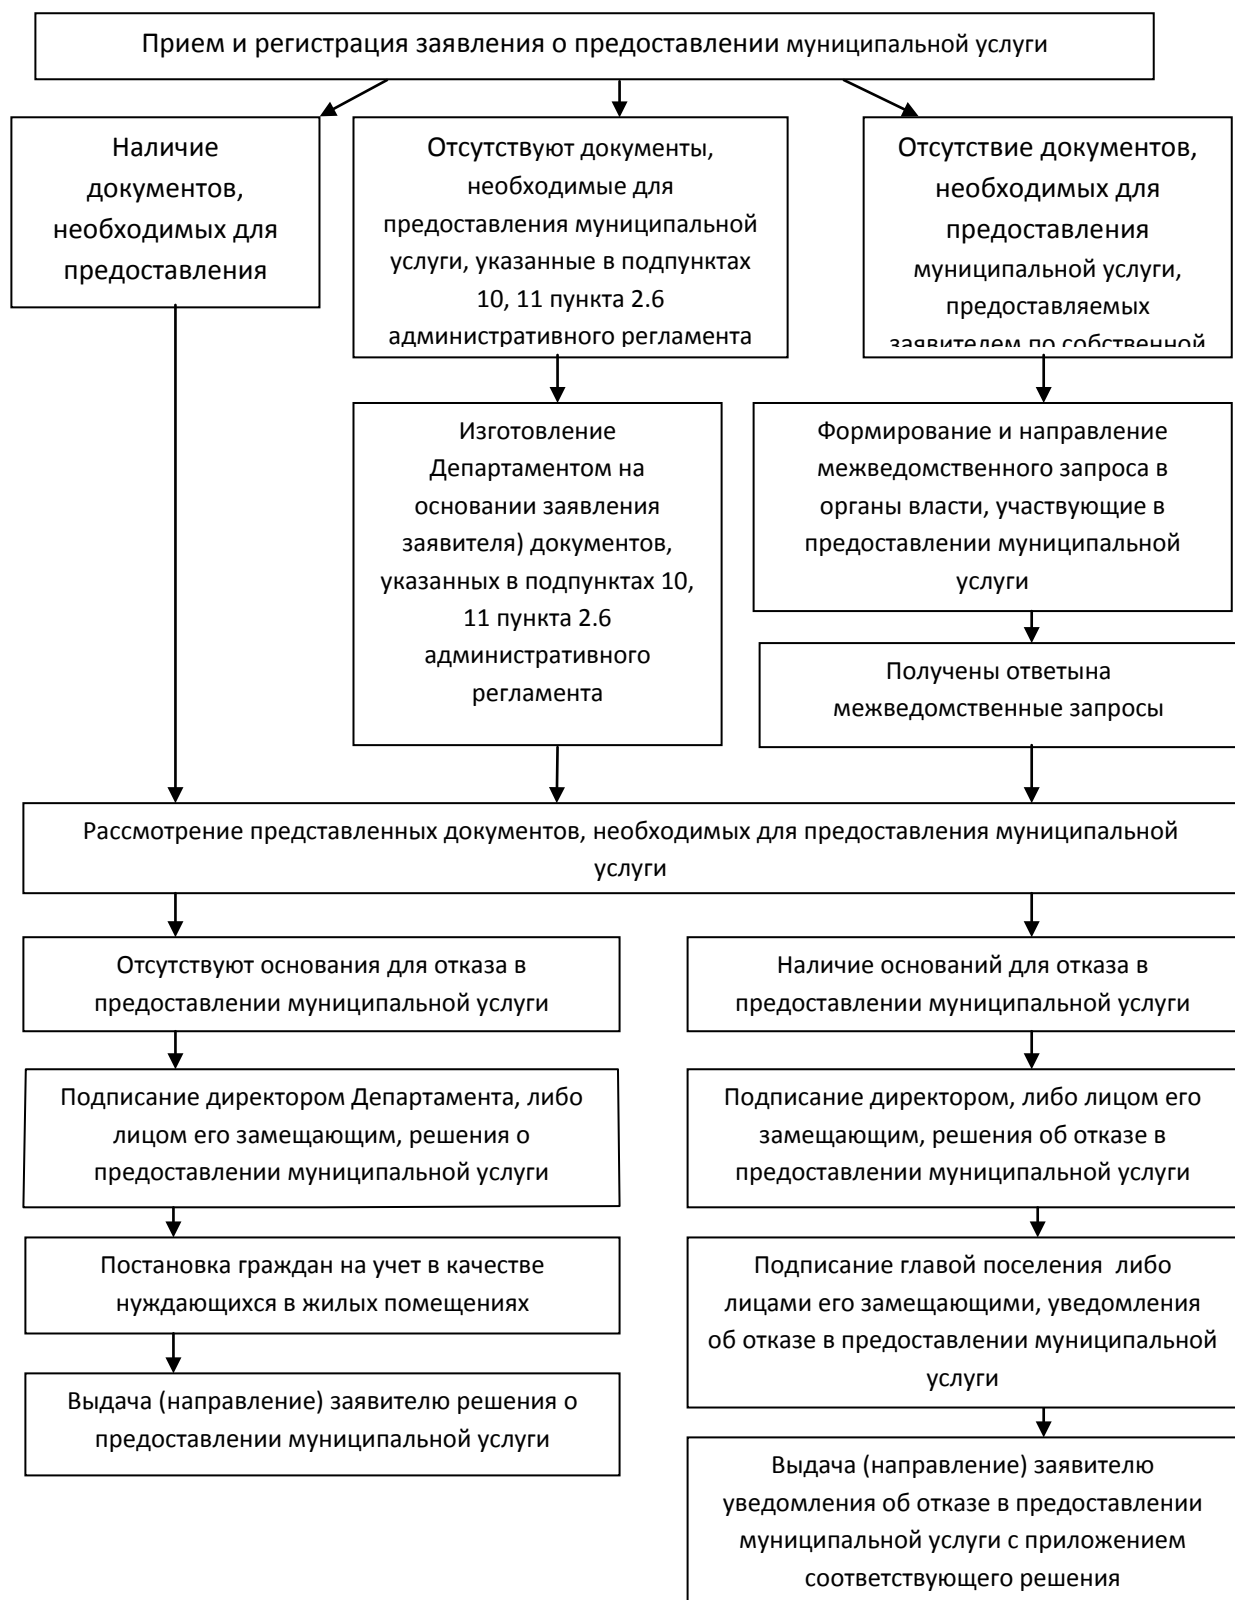 Прием и регистрация заявления о предоставлении муниципальной услуги
Наличие
документов,
необходимых для
предоставления
Отсутствуют документы,
необходимые для
предоставления муниципальной
услуги, указанные в подпунктах
10, 11 пункта 2.6
административного регламента
Отсутствие документов,
необходимых для
предоставления
муниципальной услуги,
предоставляемых
заявителем по собственной
Изготовление
Департаментом на
основании заявления
заявителя) документов,
указанных в подпунктах 10,
11 пункта 2.6
административного
регламента
Формирование и направление
межведомственного запроса в
органы власти, участвующие в
предоставлении муниципальной
услуги
Получены ответына
межведомственные запросы
Рассмотрение представленных документов, необходимых для предоставления муниципальной
услуги
Отсутствуют основания для отказа в
предоставлении муниципальной услуги
Наличие оснований для отказа в
предоставлении муниципальной услуги
Подписание директором Департамента, либо
лицом его замещающим, решения о
предоставлении муниципальной услуги
Подписание директором, либо лицом его
замещающим, решения об отказе в
предоставлении муниципальной услуги
Постановка граждан на учет в качестве
нуждающихся в жилых помещениях
Подписание главой поселения  либо
лицами его замещающими, уведомления
об отказе в предоставлении муниципальной
услуги
Выдача (направление) заявителю решения о
предоставлении муниципальной услуги
Выдача (направление) заявителю
уведомления об отказе в предоставлении
муниципальной услуги с приложением
соответствующего решения